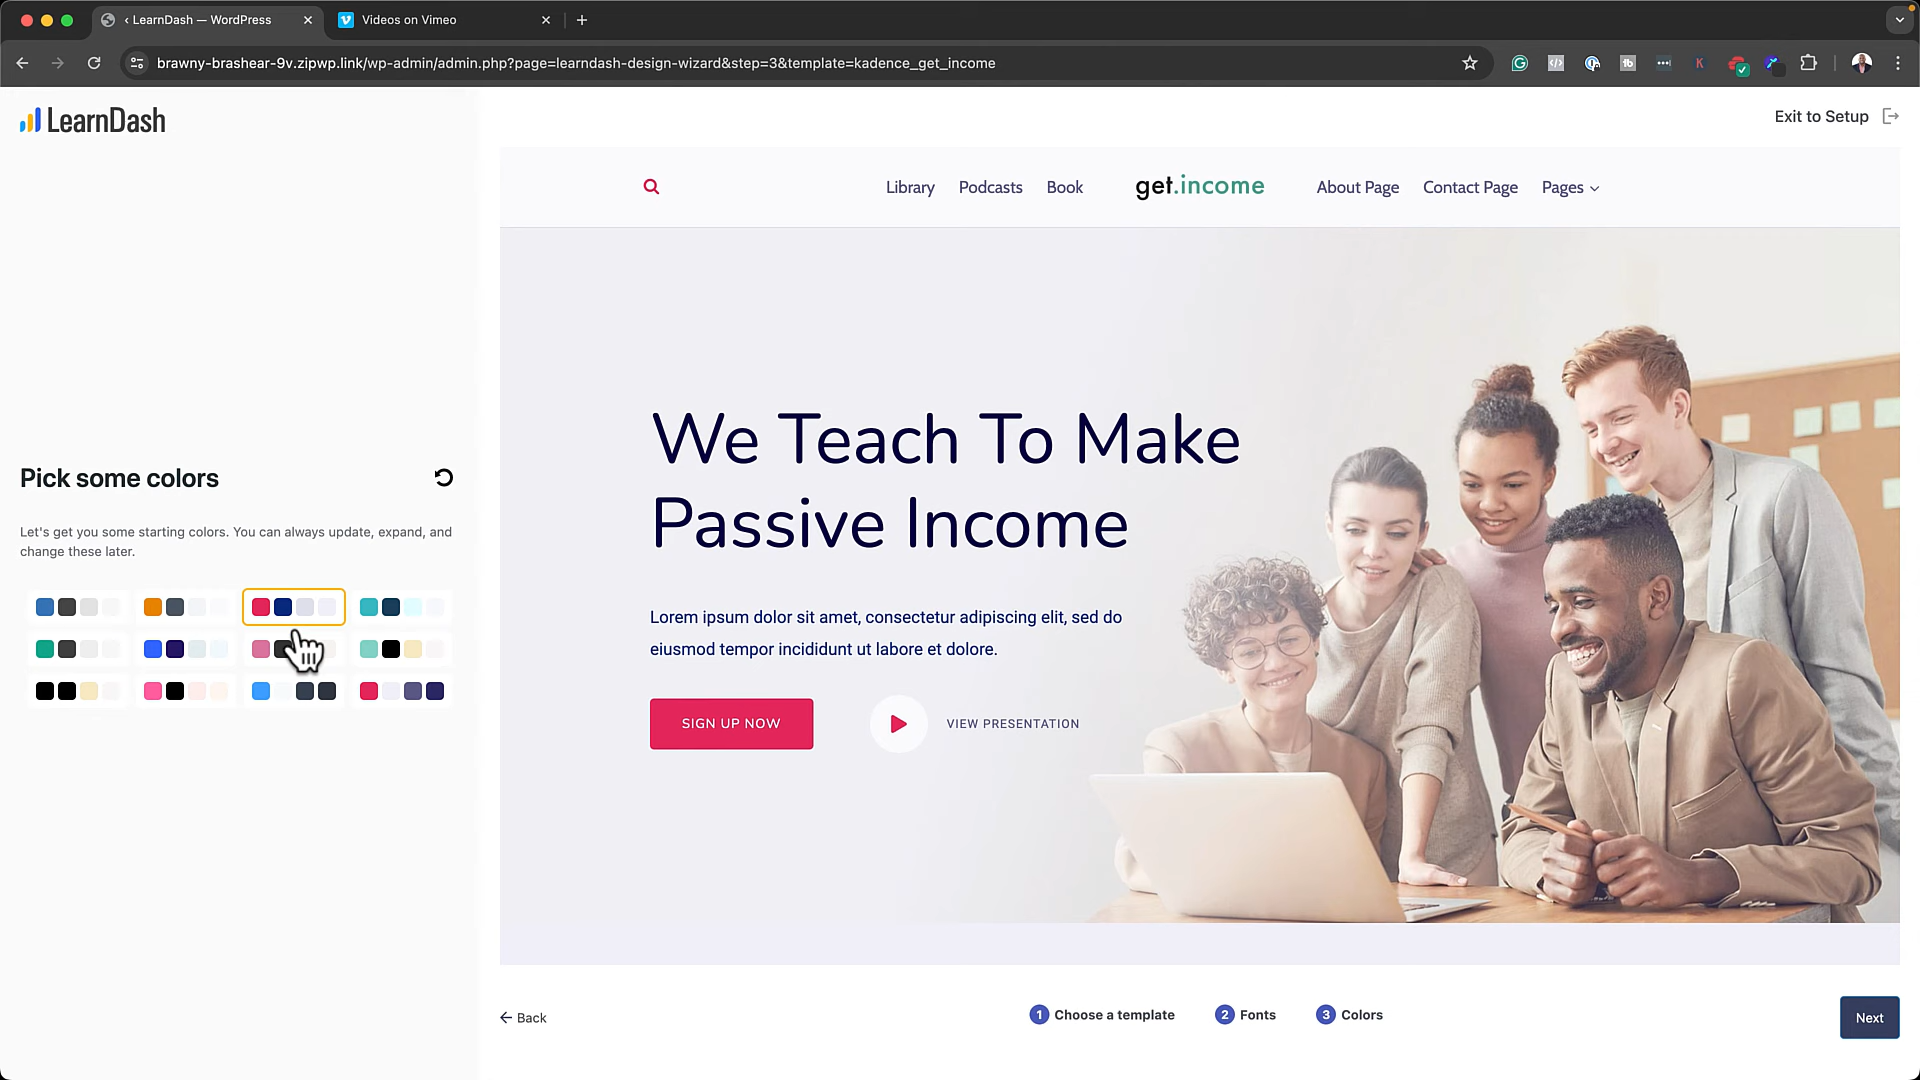 ‹ LearnDash — WordPress
Videos on Vimeo
brawny-brashear-9v.zipwp.link/wp-admin/admin.php?page=learndash-design-wizard&step=3&template=kadence_get_income
LearnDash
Exit to Setup
Library
Podcasts
Book
get.income
About Page
Contact Page
Pages
We Teach To Make
Passive Income
Pick some colors
Let's get you some starting colors. You can always update, expand, and
change these later.
Lorem ipsum dolor sit amet, consectetur adipiscing elit, sed do
eiusmod tempor incididunt ut labore et dolore.
SIGN UP NOW
VIEW PRESENTATION
Back
1 Choose a template
2 Fonts
3 Colors
Next